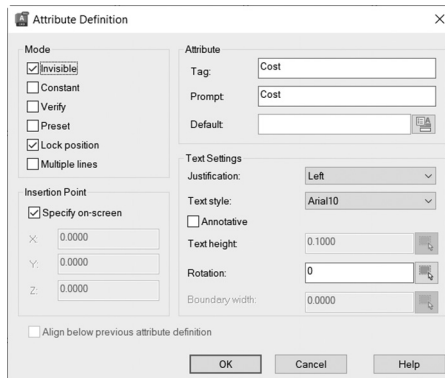 Attribute Definition
Mode
Invisible
Constant
Verify
Preset
Lock position
Multiple lines
Insertion Point
Specify on-screen
X: 0.0000
Y: 0.0000
Z: 0.0000
Attribute
Tag: Cost
Prompt: Cost
Default:
Text Settings
Justification: Left
Text style: Arial10
Annotative
Text height: 0.1000
Rotation: 0
Boundary width: 0.0000
Align below previous attribute definition
OK Cancel Help